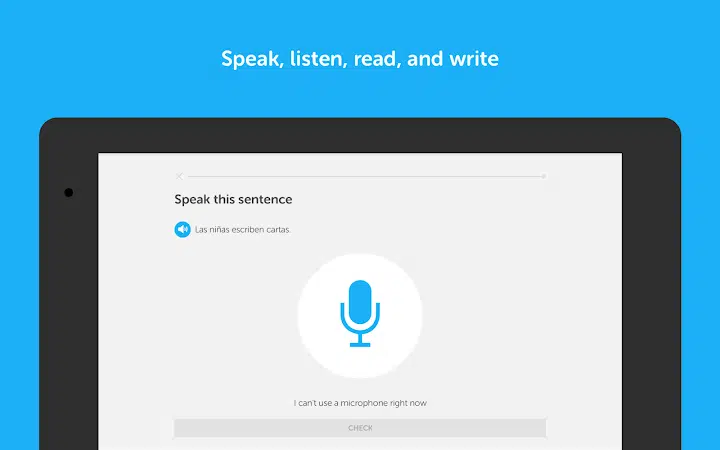 Speak, listen, read, and write
Speak this sentence
Las niñas escriben cartas.
I can't use a microphone right now
CHECK